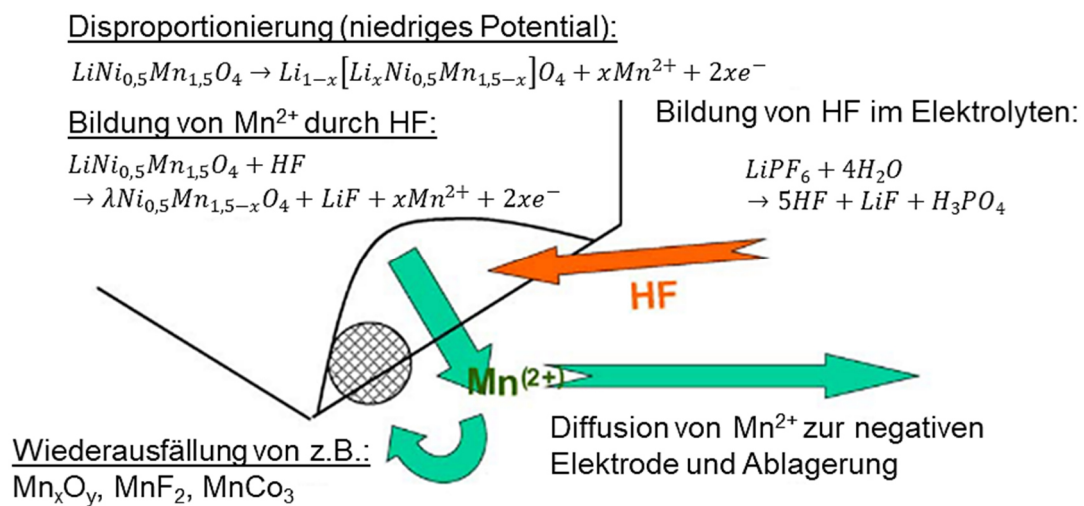 Disproportionierung (niedriges Potential):
LiNi₀,₅Mn₁,₅O₄ → Li₁₋ₓ[LiₓNi₀,₅Mn₁,₅₋ₓ]O₄ + xMn²⁺ + 2xe⁻
Bildung von Mn²⁺ durch HF:
LiNi₀,₅Mn₁,₅O₄ + HF
→ λNi₀,₅Mn₁,₅₋ₓO₄ + LiF + xMn²⁺ + 2xe⁻
Bildung von HF im Elektrolyten:
LiPF₆ + 4H₂O
→ 5HF + LiF + H₃PO₄
HF
Mn⁽²⁺⁾
Diffusion von Mn²⁺ zur negativen
Elektrode und Ablagerung
Wiederausfällung von z.B.:
MnₓOᵧ, MnF₂, MnCo₃